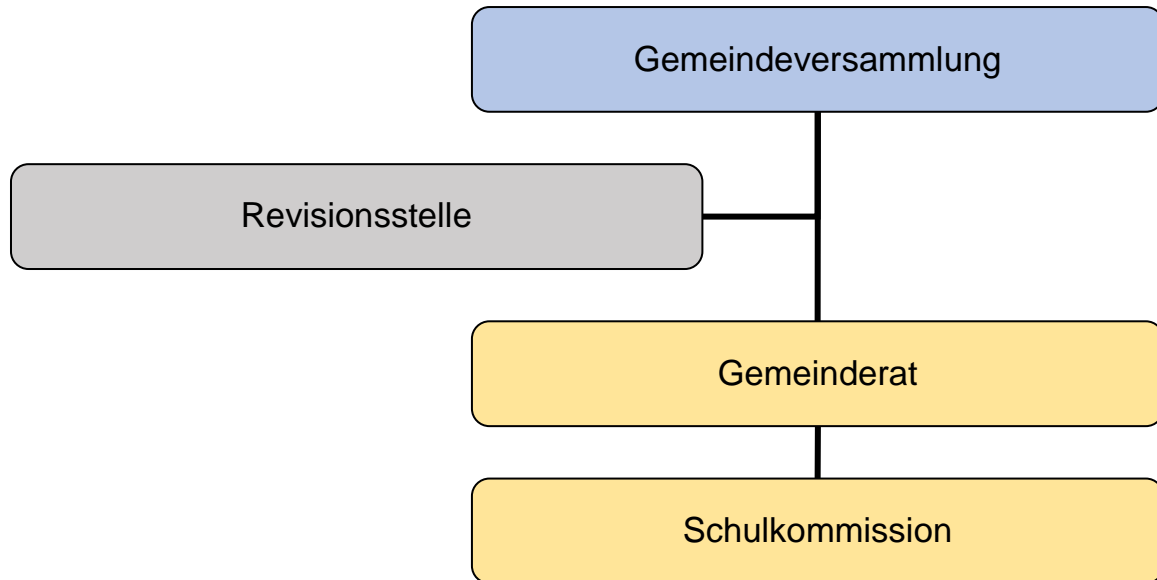 Gemeindeversammlung
Revisionsstelle
Gemeinderat
Schulkommission